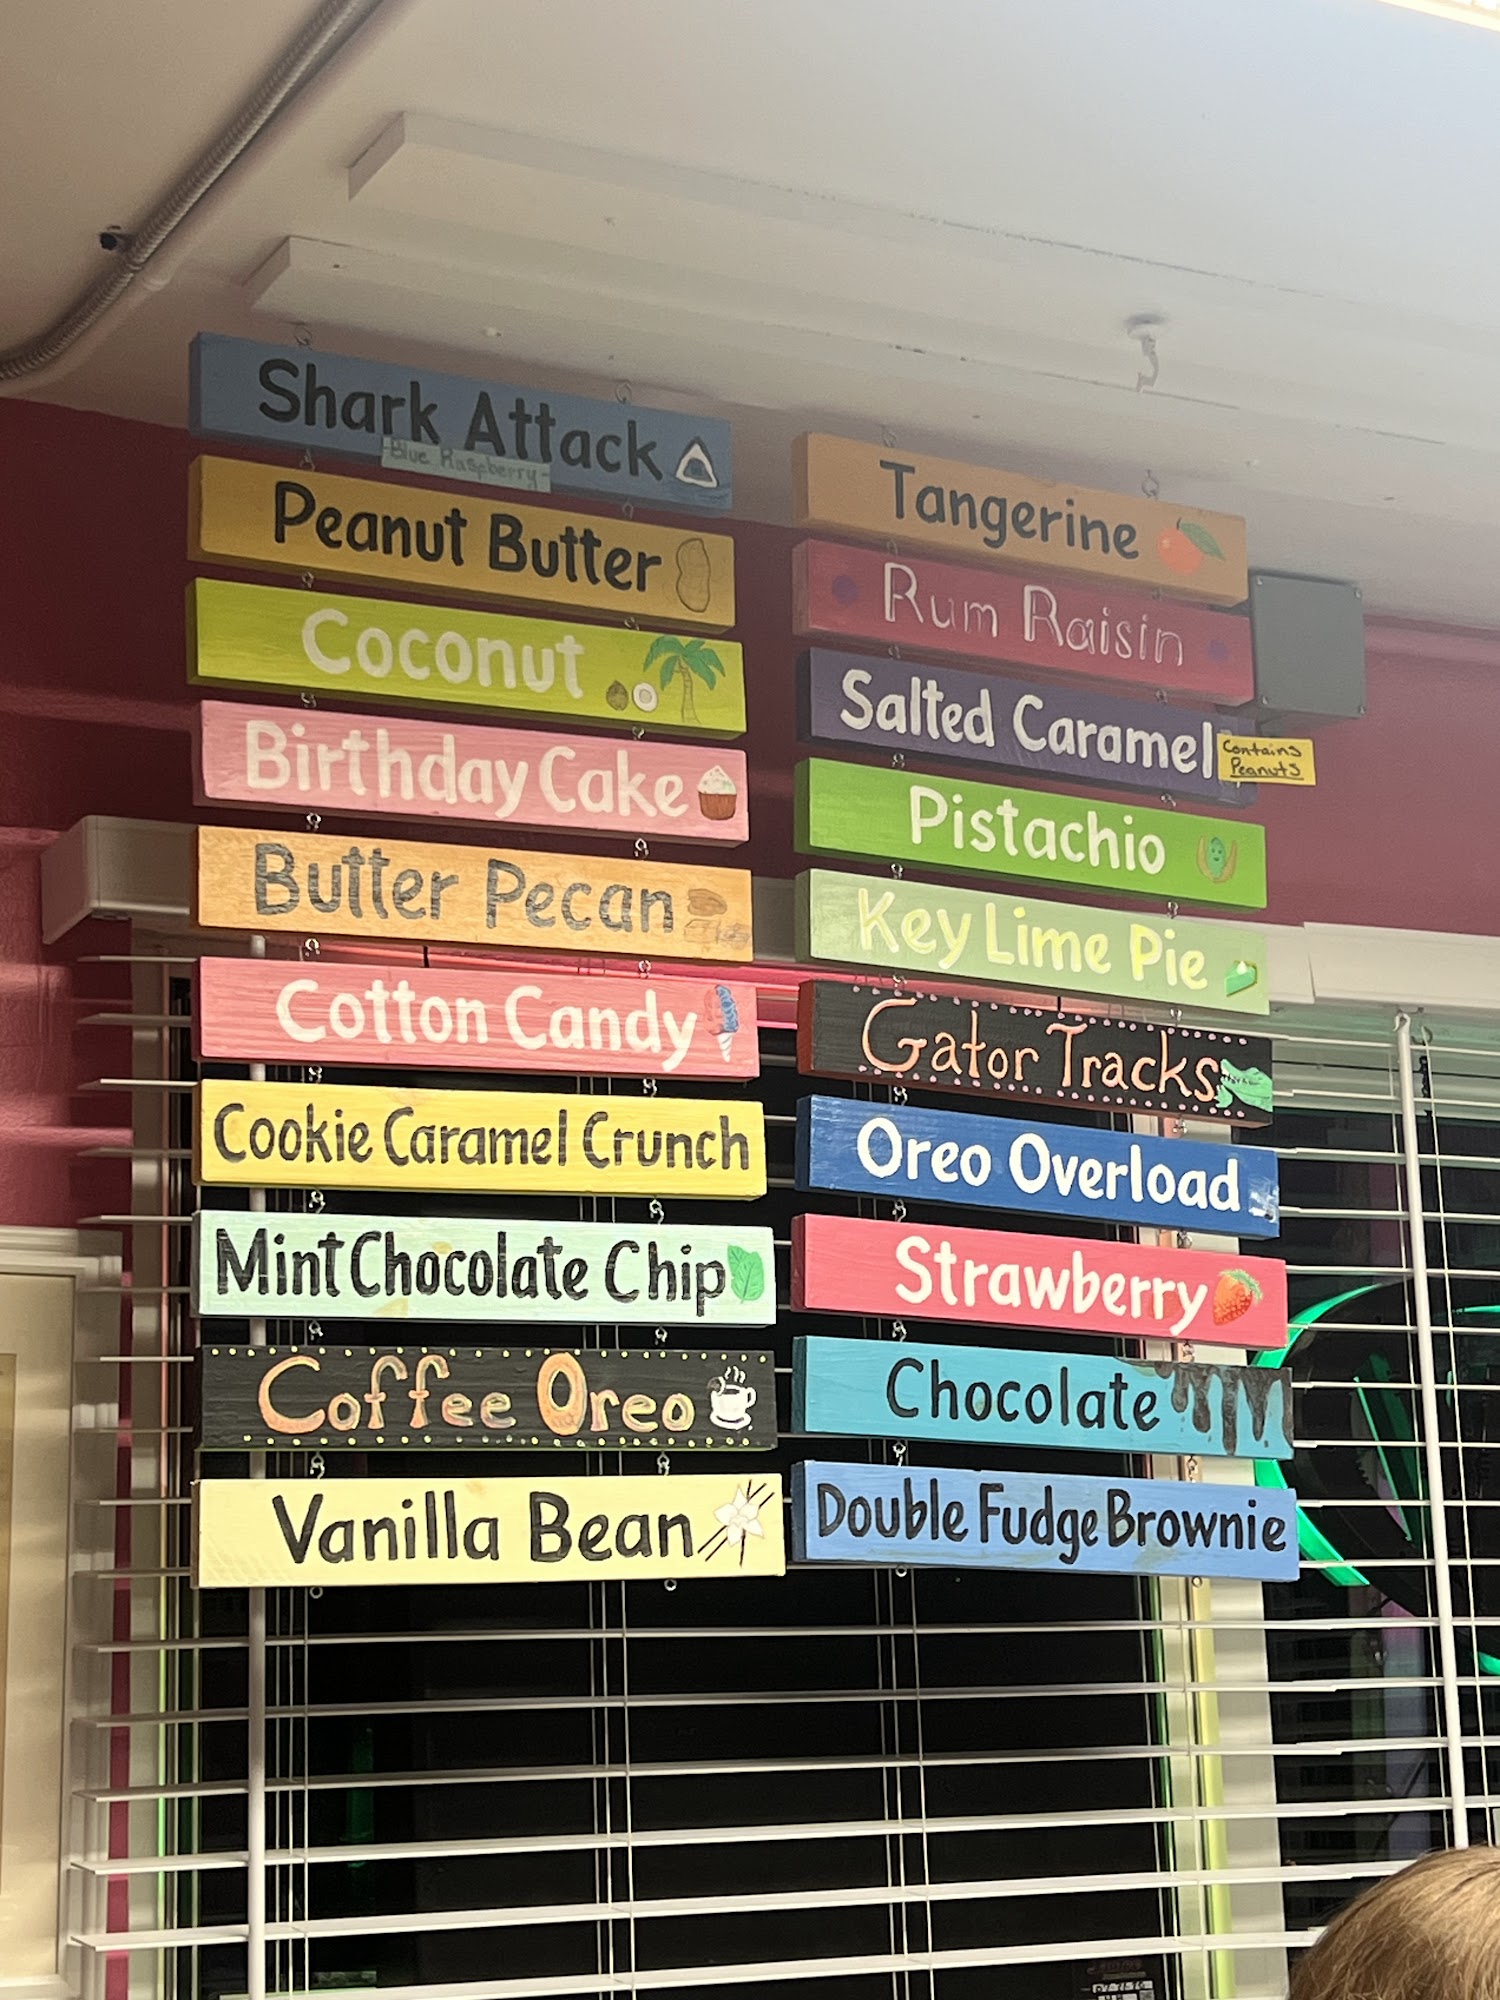 Shark Attack
-Blue Raspberry-
Peanut Butter
Coconut
Birthday Cake
Butter Pecan
Cotton Candy
Cookie Caramel Crunch
Mint Chocolate Chip
Coffee Oreo
Vanilla Bean
Tangerine
Rum Raisin
Salted Caramel
Contains
Peanuts
Pistachio
Key Lime Pie
Gator Tracks
Oreo Overload
Strawberry
Chocolate
Double Fudge Brownie